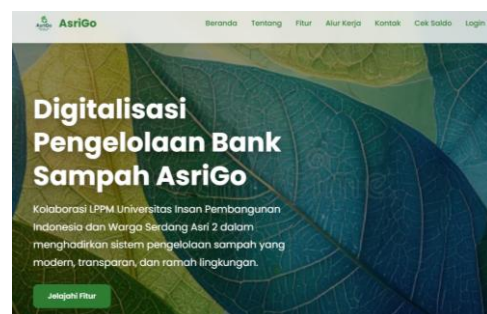 AsriGo
Beranda Tentang Fitur Alur Kerja Kontak Cek Saldo Login
Digitalisasi
Pengelolaan Bank
Sampah AsriGo
Kolaborasi LPPM Universitas Insan Pembangunan
Indonesia dan Warga Serdang Asri 2 dalam
menghadirkan sistem pengelolaan sampah yang
modern, transparan, dan ramah lingkungan.
Jelajahi Fitur